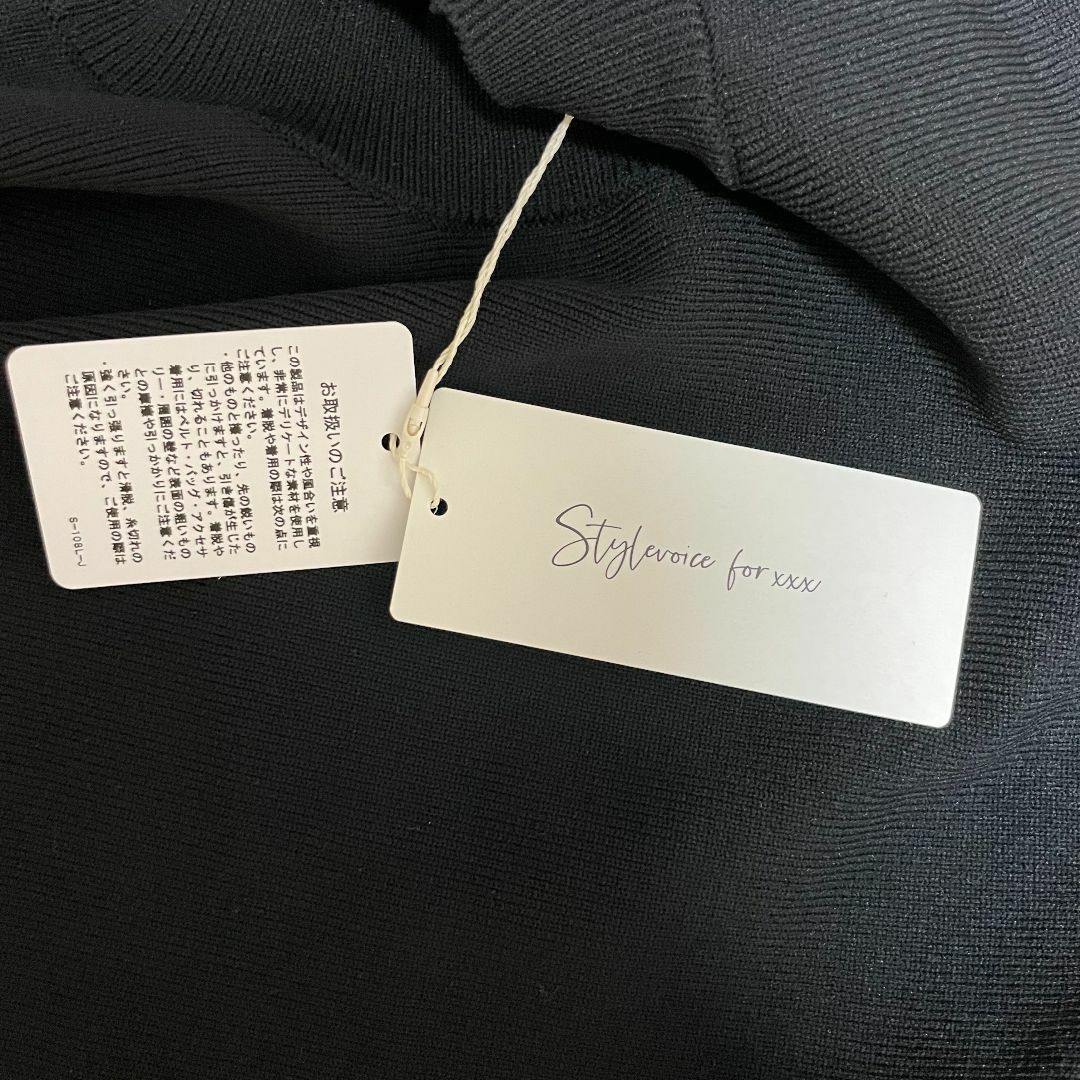 お取扱いのご注意
この製品はデザイン性や風合いを重視
し、非常にデリケートな素材を使用し
ています。着脱や着用の際は次の点に
ご注意ください。
・他のものと擦ったり、先の鋭いもの
に引っかけますと、引き傷が生じた
り、切れることもあります。着脱や
着用にはベルト・バッグ・アクセサ
リー・周囲の壁など表面の粗いもの
との摩擦や引っかかりにご注意くだ
さい。
・強く引っ張りますと滑脱、糸切れの
原因になりますので、ご使用の際は
ご注意ください。
S-108L~J
Stylevoice for xxx